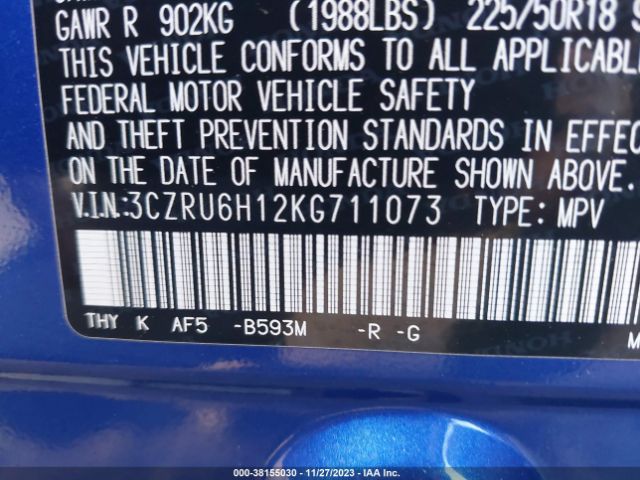 GAWR R 902KG (1988LBS) 225/50R18
THIS VEHICLE CONFORMS TO ALL APPLICABLE
FEDERAL MOTOR VEHICLE SAFETY
AND THEFT PREVENTION STANDARDS IN EFFEC
ON THE DATE OF MANUFACTURE SHOWN ABOVE.
V.I.N.:3CZRU6H12KG711073 TYPE: MPV
THY K AF5 -B593M -R -G
000-38155030 - 11/27/2023 - IAA Inc.